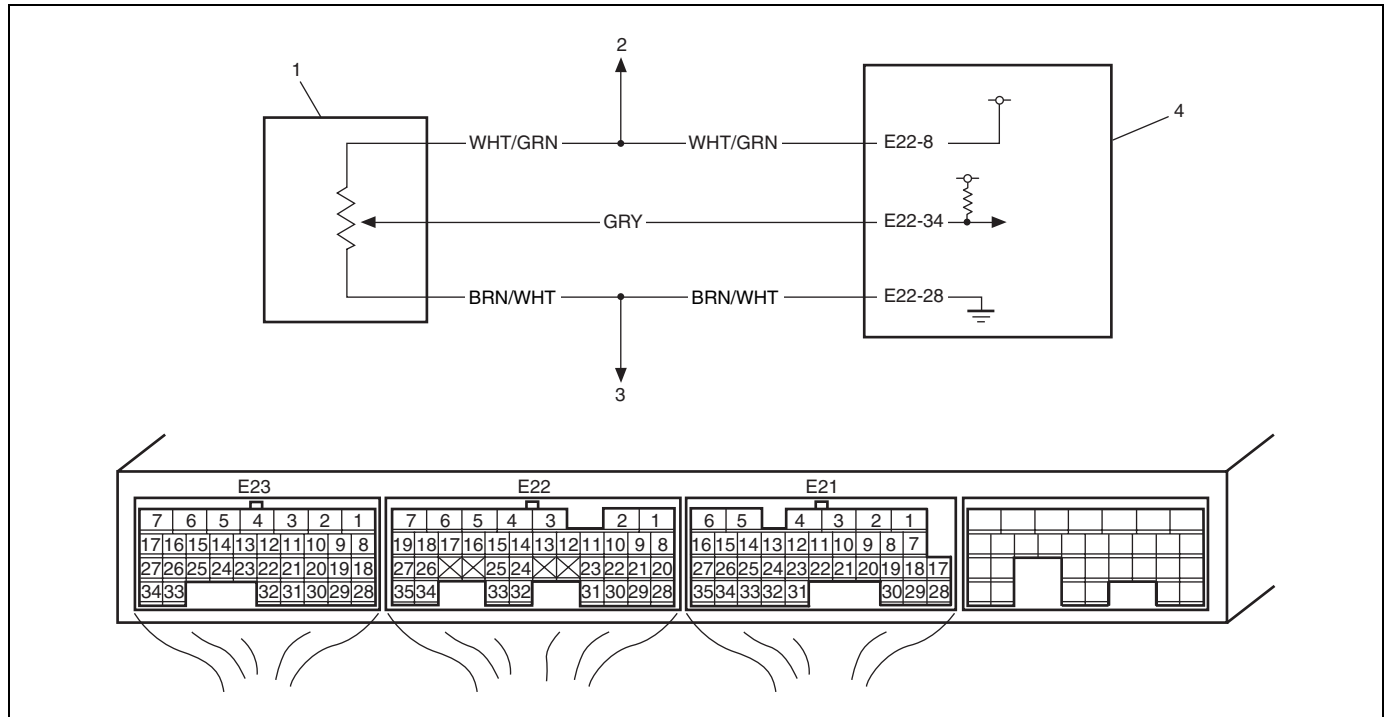 2
1
4
WHT/GRN WHT/GRN E22-8
GRY E22-34
BRN/WHT BRN/WHT E22-28
3
E23 E22 E21
7 6 5 4 3 2 1 7 6 5 4 3 2 1 6 5 4 3 2 1
17 16 15 14 13 12 11 10 9 8 19 18 17 16 15 14 13 12 11 10 9 8 16 15 14 13 12 11 10 9 8 7
27 26 25 24 23 22 21 20 19 18 27 26 25 24 23 22 21 20 27 26 25 24 23 22 21 20 19 18 17
34 33 32 31 30 29 28 35 34 33 32 31 30 29 28 35 34 33 32 31 30 29 28